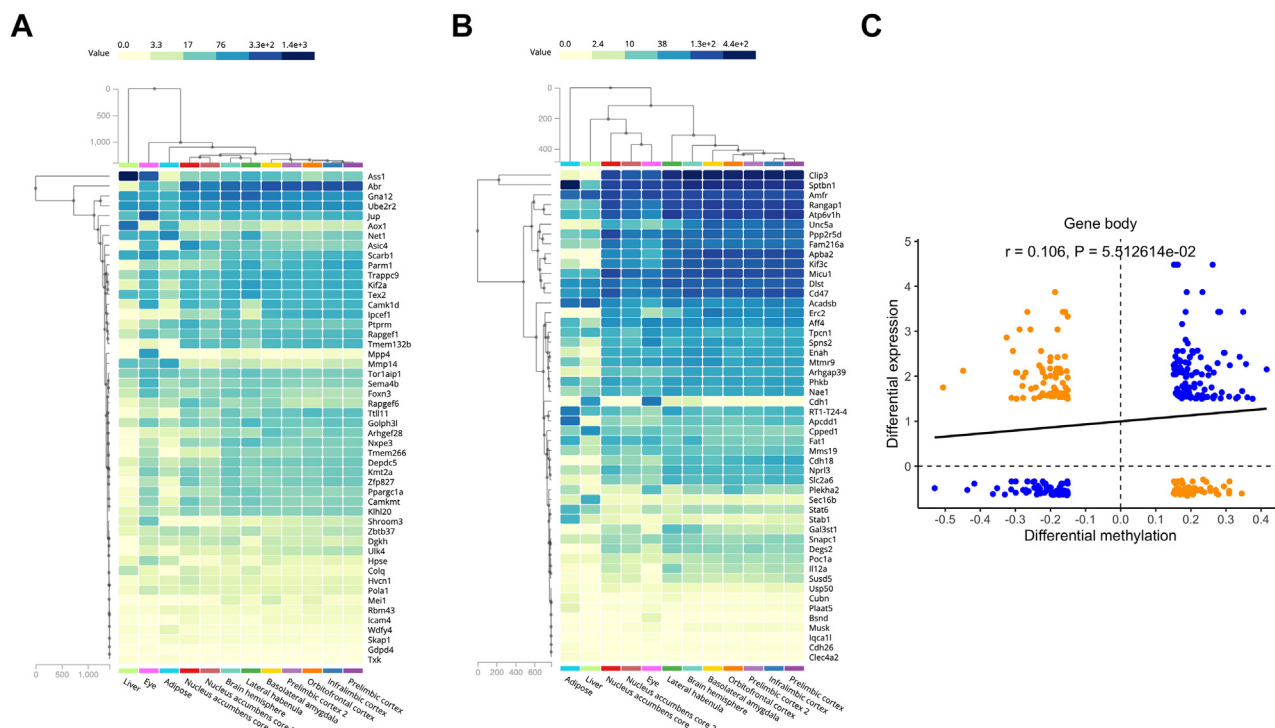 A
Value
0.0 3.3 17 76 3.3e+2 1.4e+3
0
500
1,000
Ass1
Abr
Gna12
Ube2r2
Jup
Aox1
Net1
Asic4
Scarb1
Parm1
Trappc9
Kif2a
Tex2
Camk1d
Ipcef1
Ptprm
Rapgef1
Tmem132b
Mpp4
Mmp14
Tor1aip1
Sema4b
Foxn3
Rapgef6
Ttll11
Golph3l
Arhgef28
Nxpe3
Tmem266
Depdc5
Kmt2a
Zfp827
Ppargc1a
Camkmt
Klhl20
Shroom3
Zbtb37
Dgkh
Ulk4
Hpse
Colq
Hvcn1
Pola1
Mei1
Rbm43
Icam4
Wdfy4
Skap1
Gdpd4
Txk
0 500 1,000
Liver
Eye
Adipose
Nucleus accumbens core
Nucleus accumbens core
Brain hemisphere
Lateral habenula
Basolateral amygdala
Prelimbic cortex 2
Orbitofrontal cortex
Infralimbic cortex
Prelimbic cortex
B
Value
0.0 2.4 10 38 1.3e+2 4.4e+2
0
200
400
Clip3
Sptbn1
Amfr
Rangap1
Atp6v1h
Unc5a
Ppp2r5d
Fam216a
Apba2
Kif3c
Micu1
Dlst
Cd47
Acadsb
Erc2
Aff4
Tpcn1
Spns2
Enah
Mtmr9
Arhgap39
Phkb
Nae1
Cdh1
RT1-T24-4
Apcdd1
Cpped1
Fat1
Mms19
Cdh18
Nprl3
Slc2a6
Plekha2
Sec16b
Stat6
Stab1
Gal3st1
Snapc1
Degs2
Poc1a
Il12a
Susd5
Usp50
Cubn
Plaat5
Bsnd
Musk
Iqca1l
Cdh26
Clec4a2
0 200 400 600 800
Adipose
Liver
Nucleus accumbens core
Nucleus accumbens core 2
Eye
Lateral habenula
Brain hemisphere
Basolateral amygdala
Orbitofrontal cortex
Prelimbic cortex 2
Infralimbic cortex
Prelimbic cortex
C
Gene body
r = 0.106, P = 5.512614e-02
Differential expression
5
4
3
2
1
0
-0.5 -0.4 -0.3 -0.2 -0.1 0.0 0.1 0.2 0.3 0.4
Differential methylation